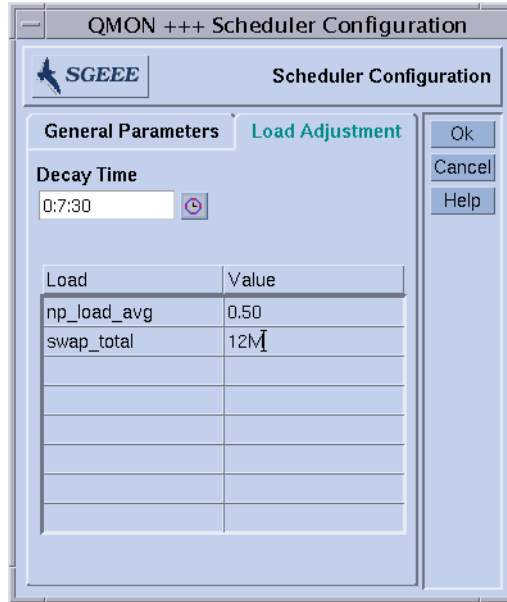 QMON +++ Scheduler Configuration
SGEEE Scheduler Configuration
General Parameters Load Adjustment
Ok
Cancel
Help
Decay Time
0:7:30
Load Value
np_load_avg 0.50
swap_total 12M